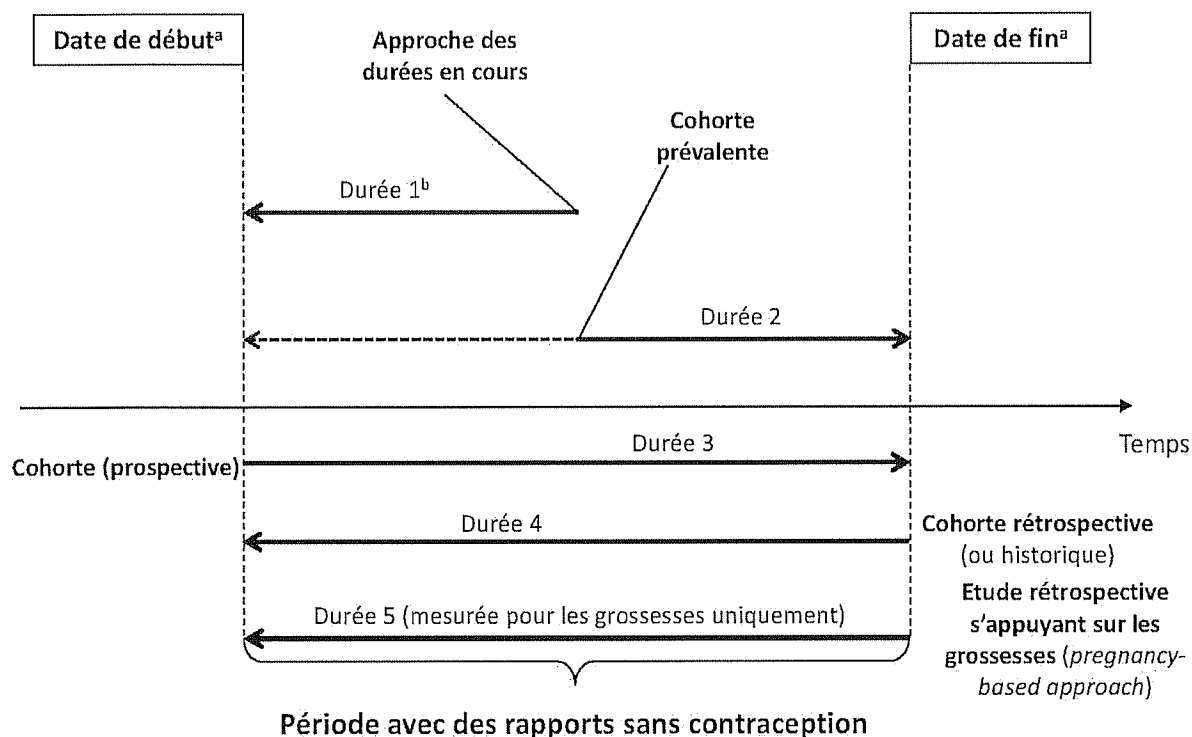 Date de débutᵃ
Date de finᵃ
Approche des
durées en cours
Cohorte
prévalente
Durée 1ᵇ
Durée 2
Temps
Durée 3
Cohorte (prospective)
Durée 4
Cohorte rétrospective
(ou historique)
Durée 5 (mesurée pour les grossesses uniquement)
Etude rétrospective
s'appuyant sur les
grossesses (pregnancy-
based approach)
Période avec des rapports sans contraception